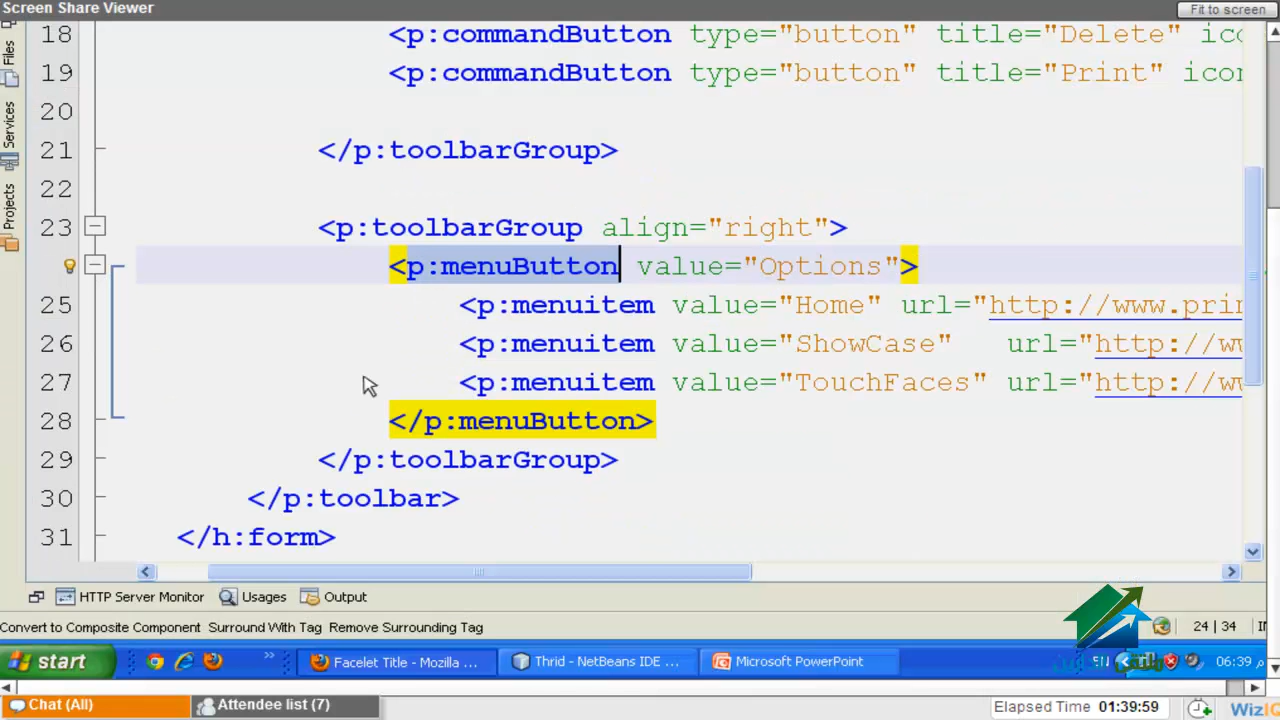 Screen Share Viewer
Fit to screen
Files
Services
Projects
18 <p:commandButton type="button" title="Delete" ico
19 <p:commandButton type="button" title="Print" icon
20
21 </p:toolbarGroup>
22
23 <p:toolbarGroup align="right">
<p:menuButton value="Options">
25 <p:menuitem value="Home" url="http://www.prin
26 <p:menuitem value="ShowCase" url="http://ww
27 <p:menuitem value="TouchFaces" url="http://ww
28 </p:menuButton>
29 </p:toolbarGroup>
30 </p:toolbar>
31 </h:form>
HTTP Server Monitor Usages Output
Convert to Composite Component Surround With Tag Remove Surrounding Tag 24 | 34 IN
start Facelet Title - Mozilla ... Thrid - NetBeans IDE ... Microsoft PowerPoint EN 06:39 م
Chat (All) Attendee list (7) Elapsed Time 01:39:59 WizIQ